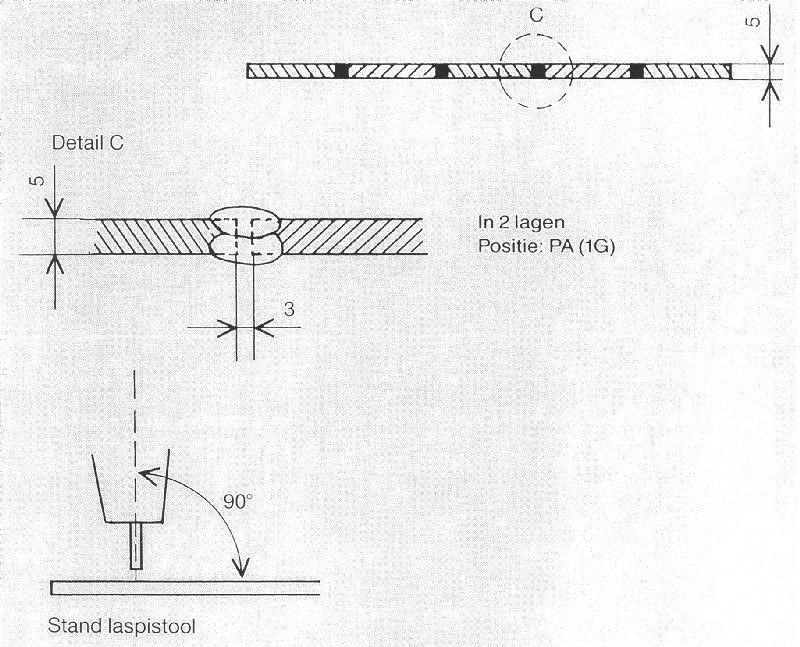 C
5
Detail C
5
In 2 lagen
Positie: PA (1G)
3
90°
Stand laspistool